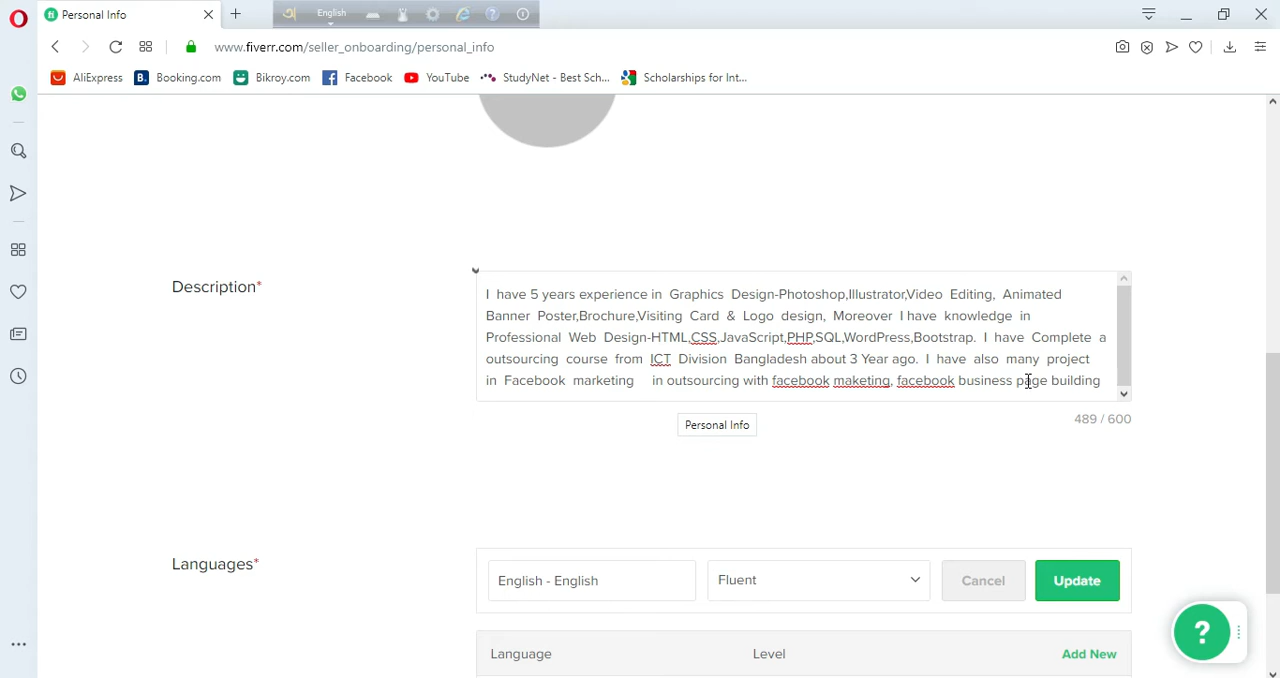 Personal Info
English
www.fiverr.com/seller_onboarding/personal_info
AliExpress Booking.com Bikroy.com Facebook YouTube StudyNet - Best Sch... Scholarships for Int...
Description*
I have 5 years experience in Graphics Design-Photoshop,Illustrator,Video Editing, Animated
Banner Poster,Brochure,Visiting Card & Logo design, Moreover I have knowledge in
Professional Web Design-HTML,CSS,JavaScript,PHP,SQL,WordPress,Bootstrap. I have Complete a
outsourcing course from ICT Division Bangladesh about 3 Year ago. I have also many project
in Facebook marketing in outsourcing with facebook maketing, facebook business page building
Personal Info
489 / 600
Languages*
English - English Fluent Cancel Update
?
Language Level Add New